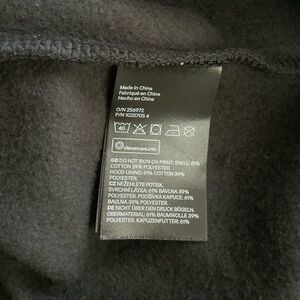 Made in China
Fabriqué en Chine
Hecho en China
O/N 256972
P/N 1025705 4
40
clevercare.info
GB DO NOT IRON ON PRINT. SHELL: 61%
COTTON 39% POLYESTER.
HOOD LINING: 61% COTTON 39%
POLYESTER.
CZ NEŽEHLETE POTISK.
SVRCHNÍ LÁTKA: 61% BAVLNA 39%
POLYESTER. PODŠÍVKA KAPUCE: 61%
BAVLNA 39% POLYESTER.
DE NICHT ÜBER DEN DRUCK BÜGELN.
OBERMATERIAL: 61% BAUMWOLLE 39%
POLYESTER. KAPUZENFUTTER: 61%